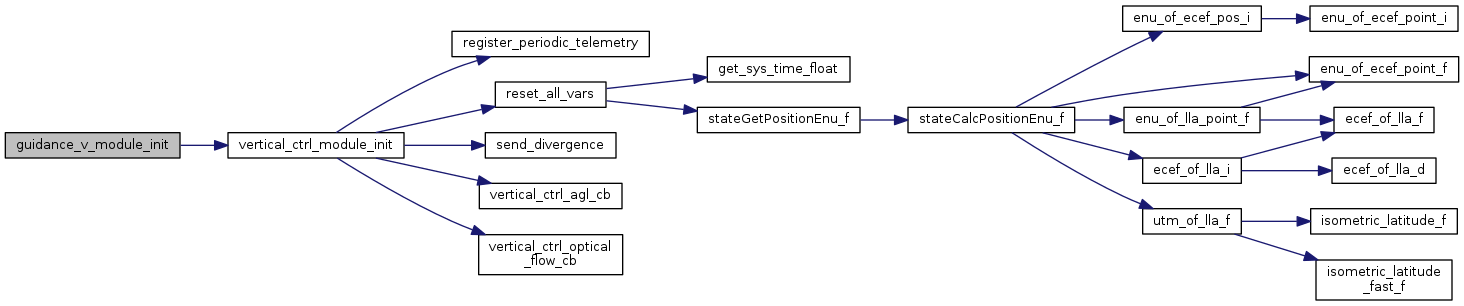 guidance_v_module_init
vertical_ctrl_module_init
register_periodic_telemetry
reset_all_vars
send_divergence
vertical_ctrl_agl_cb
vertical_ctrl_optical
_flow_cb
get_sys_time_float
stateGetPositionEnu_f
stateCalcPositionEnu_f
enu_of_ecef_pos_i
enu_of_lla_point_f
ecef_of_lla_i
utm_of_lla_f
enu_of_ecef_point_i
enu_of_ecef_point_f
ecef_of_lla_f
ecef_of_lla_d
isometric_latitude_f
isometric_latitude
_fast_f